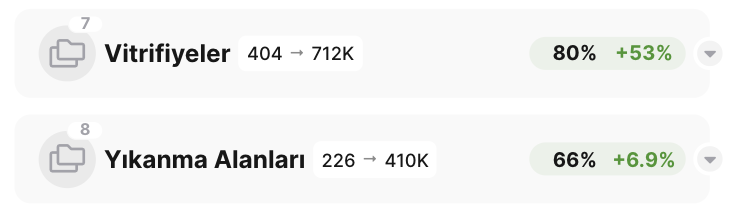 7
Vitrifiyeler 404 → 712K 80% +53%
8
Yıkanma Alanları 226 → 410K 66% +6.9%